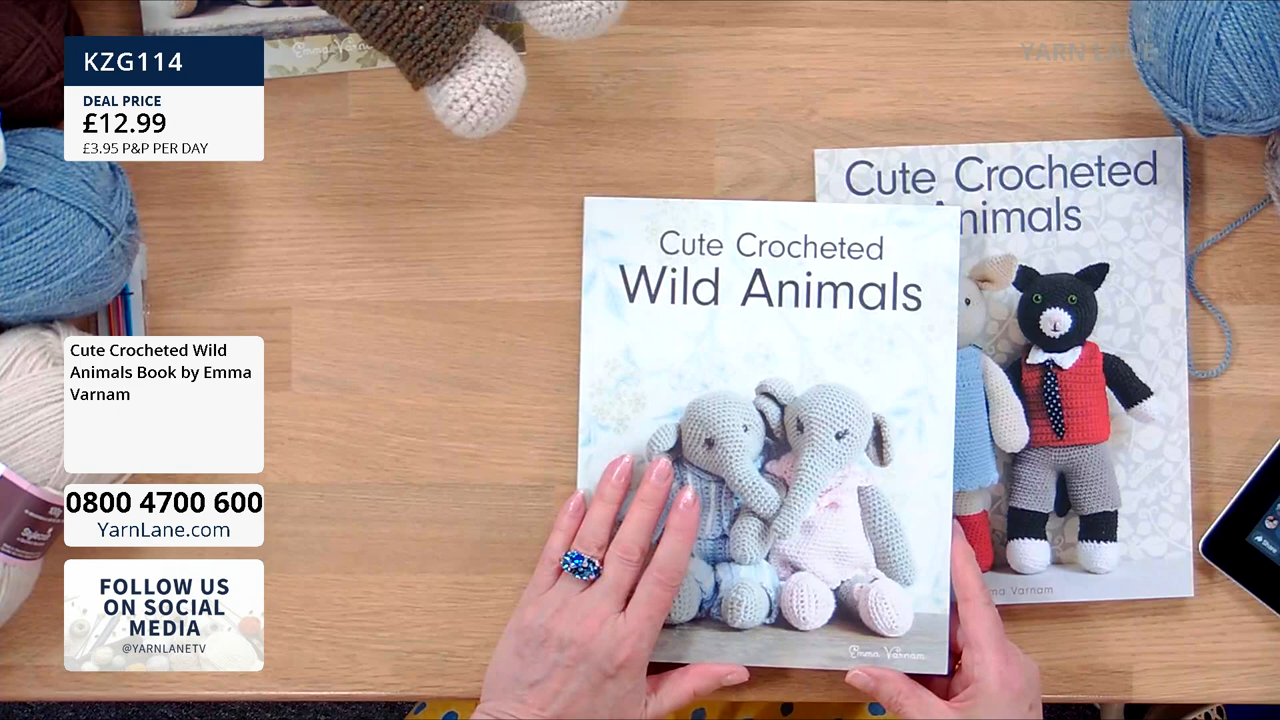 Emma Varnam
YARN LANE
KZG114
DEAL PRICE
£12.99
£3.95 P&P PER DAY
Cute Crocheted
Animals
Cute Crocheted
Wild Animals
Cute Crocheted Wild
Animals Book by Emma
Varnam
0800 4700 600
YarnLane.com
FOLLOW US
ON SOCIAL
MEDIA
@YARNLANETV
Varnam
Emma Varnam